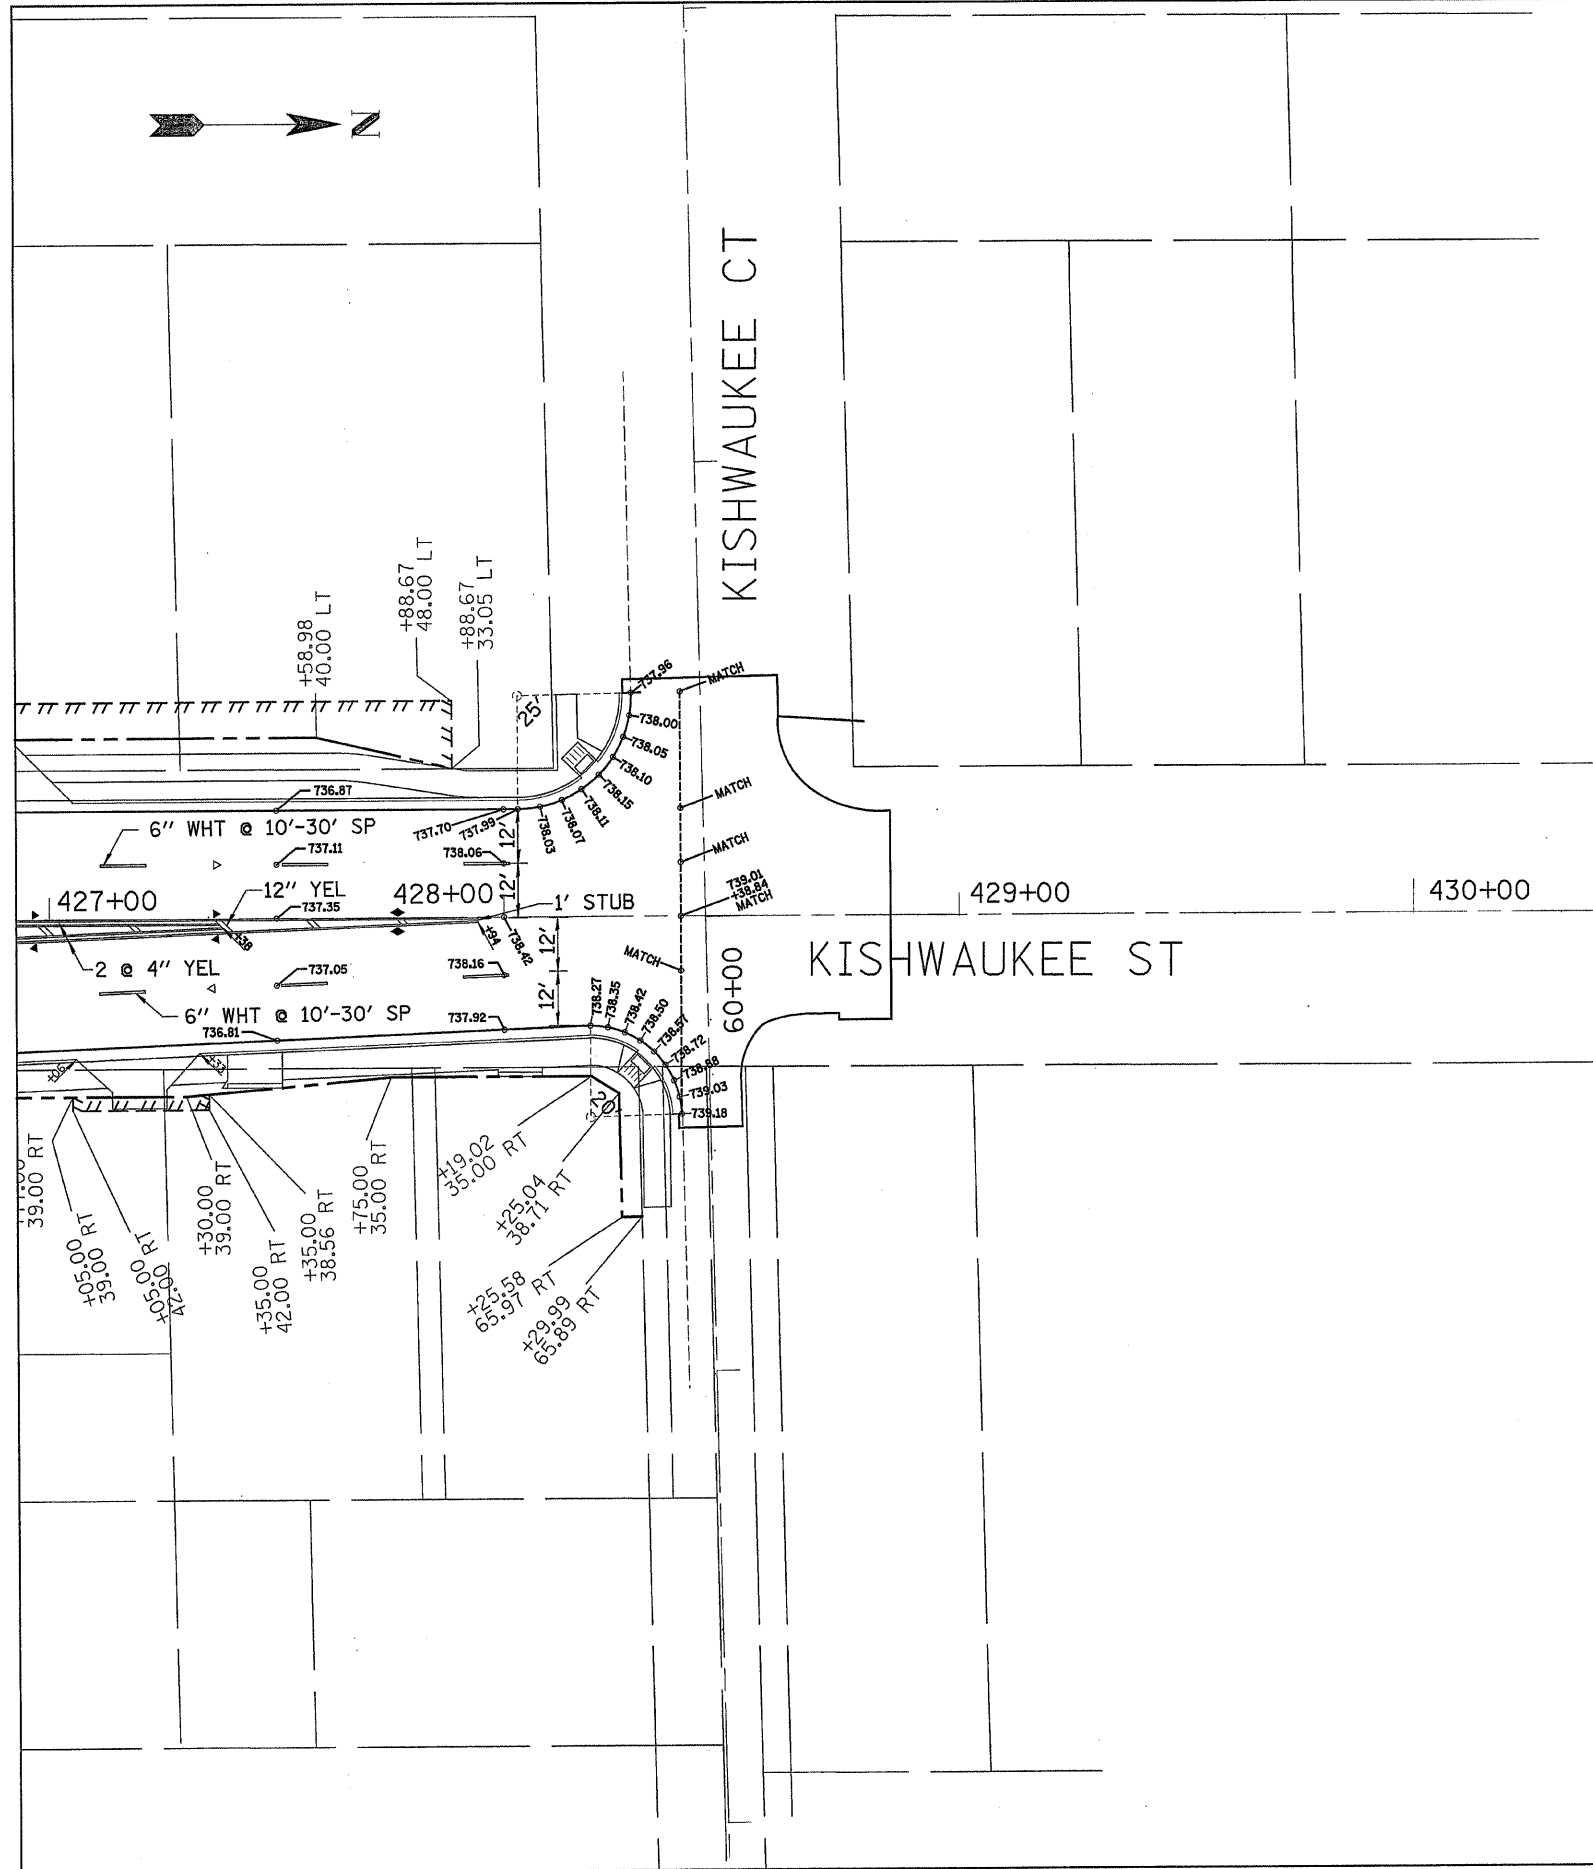 N
KISHWAUKEE CT
+58.98
40.00 LT
+88.67
48.00 LT
+88.67
33.05 LT
25'
737.96
MATCH
738.00
738.05
738.10
738.15
738.11
738.07
738.03
737.99
737.70
736.87
MATCH
6" WHT @ 10'-30' SP
737.11
738.06
12'
MATCH
427+00
12" YEL
428+00
12'
739.01
+38.84
MATCH
429+00
430+00
737.35
1' STUB
+38
+94
738.42
12'
MATCH
KISHWAUKEE ST
2 @ 4" YEL
737.05
738.16
12'
60+00
6" WHT @ 10'-30' SP
736.81
737.92
738.27
738.35
738.42
738.50
738.57
738.72
738.88
739.03
739.18
+06
+33
20'
39.00 RT
+05.00
39.00 RT
+05.00 RT
42.00
+30.00
39.00 RT
+35.00
42.00 RT
+35.00
38.56 RT
+75.00
35.00 RT
+19.02
35.00 RT
+25.04
38.71 RT
+25.58
65.97 RT
+29.99
65.89 RT